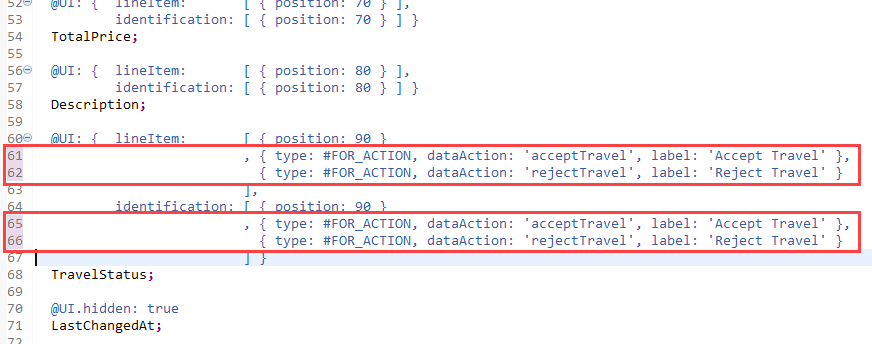 52 @UI: {  lineItem:       [ { position: 70 } ],
53         identification: [ { position: 70 } ] }
54 TotalPrice;
55
56 @UI: {  lineItem:       [ { position: 80 } ],
57         identification: [ { position: 80 } ] }
58 Description;
59
60 @UI: {  lineItem:       [ { position: 90 }
61                         , { type: #FOR_ACTION, dataAction: 'acceptTravel', label: 'Accept Travel' },
62                           { type: #FOR_ACTION, dataAction: 'rejectTravel', label: 'Reject Travel' }
63                         ],
64         identification: [ { position: 90 }
65                         , { type: #FOR_ACTION, dataAction: 'acceptTravel', label: 'Accept Travel' },
66                           { type: #FOR_ACTION, dataAction: 'rejectTravel', label: 'Reject Travel' }
67                         ] }
68 TravelStatus;
69
70 @UI.hidden: true
71 LastChangedAt;
72